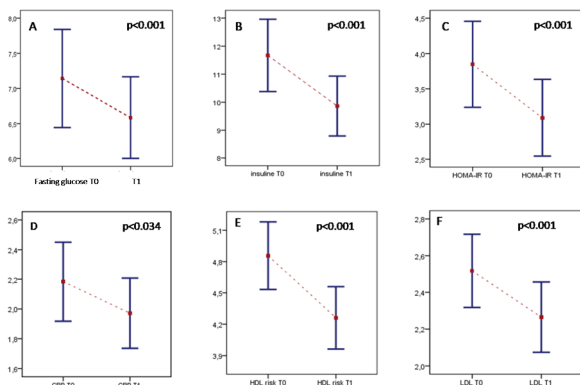 A p<0.001
8,0
7,5
7,0
6,5
6,0
Fasting glucose T0 T1
B p<0.001
13
12
11
10
9
8
insuline T0 insuline T1
C p<0.001
4,5
4,0
3,5
3,0
2,5
HOMA-IR T0 HOMA-IR T1
D p<0.034
2,6
2,4
2,2
2,0
1,8
1,6
E p<0.001
5,1
4,8
4,5
4,2
3,9
HDL risk T0 HDL risk T1
F p<0.001
2,8
2,6
2,4
2,2
2,0
LDL T0 LDL T1